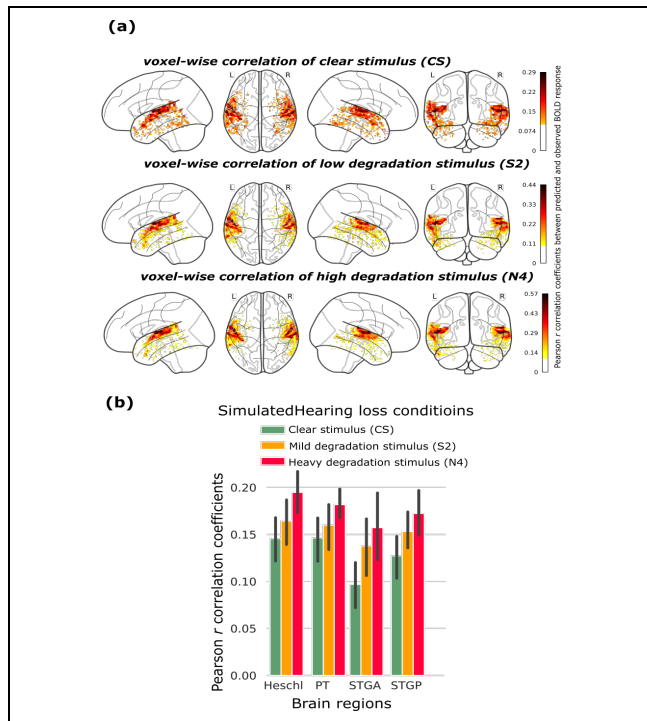 (a)
voxel-wise correlation of clear stimulus (CS)
L R L R
0.29
0.22
0.15
0.074
0
voxel-wise correlation of low degradation stimulus (S2)
L R L R
0.44
0.33
0.22
0.11
0
voxel-wise correlation of high degradation stimulus (N4)
L R L R
0.57
0.43
0.29
0.14
0
Pearson r correlation coefficients between predicted and observed BOLD response
(b)
SimulatedHearing loss conditioins
Clear stimulus (CS)
Mild degradation stimulus (S2)
Heavy degradation stimulus (N4)
Pearson r correlation coefficients
0.20
0.15
0.10
0.05
0.00
Heschl PT STGA STGP
Brain regions